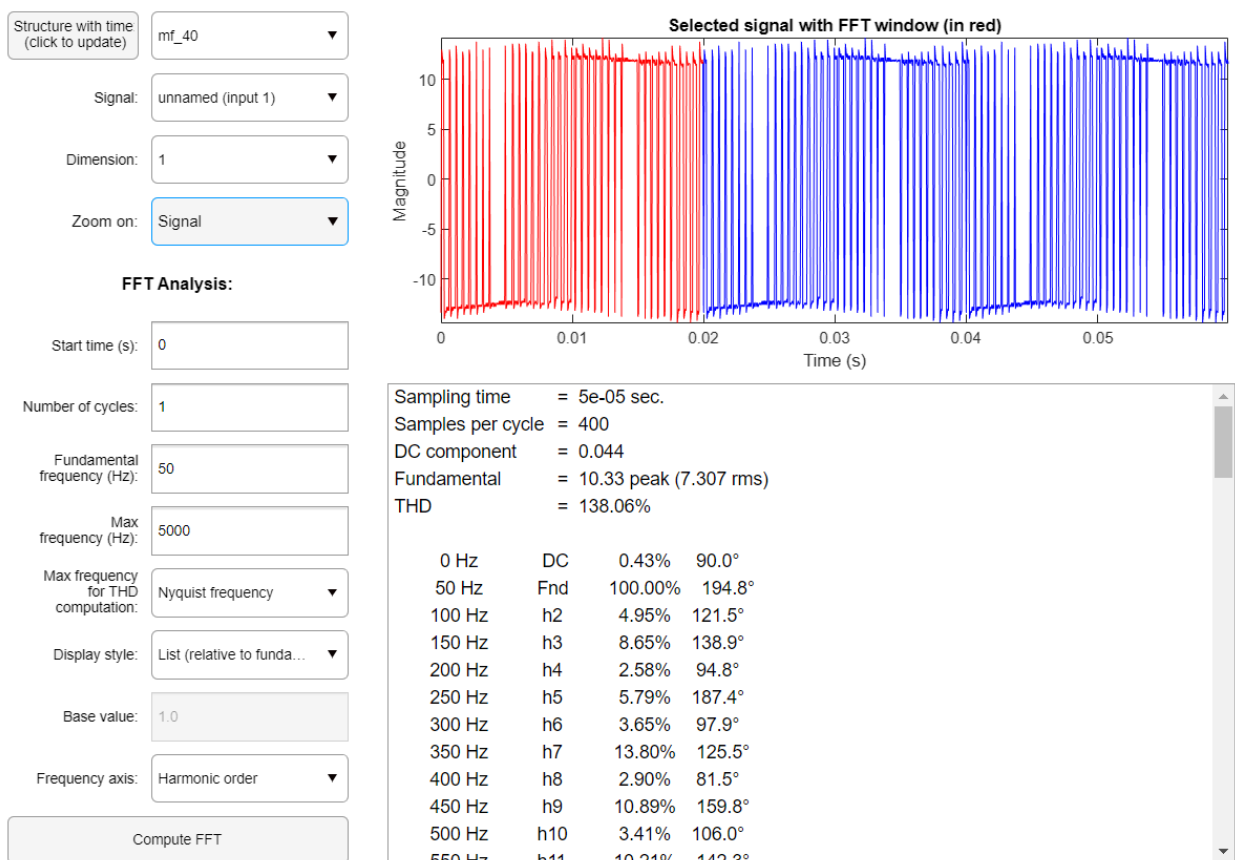 Structure with time
(click to update)
mf_40
Signal:
unnamed (input 1)
Dimension:
1
Zoom on:
Signal
FFT Analysis:
Start time (s):
0
Number of cycles:
1
Fundamental
frequency (Hz):
50
Max
frequency (Hz):
5000
Max frequency
for THD
computation:
Nyquist frequency
Display style:
List (relative to funda...
Base value:
1.0
Frequency axis:
Harmonic order
Compute FFT
Selected signal with FFT window (in red)
Magnitude
10
5
0
-5
-10
0 0.01 0.02 0.03 0.04 0.05
Time (s)
Sampling time = 5e-05 sec.
Samples per cycle = 400
DC component = 0.044
Fundamental = 10.33 peak (7.307 rms)
THD = 138.06%
0 Hz DC 0.43% 90.0°
50 Hz Fnd 100.00% 194.8°
100 Hz h2 4.95% 121.5°
150 Hz h3 8.65% 138.9°
200 Hz h4 2.58% 94.8°
250 Hz h5 5.79% 187.4°
300 Hz h6 3.65% 97.9°
350 Hz h7 13.80% 125.5°
400 Hz h8 2.90% 81.5°
450 Hz h9 10.89% 159.8°
500 Hz h10 3.41% 106.0°
550 Hz h11 10.21% 142.3°